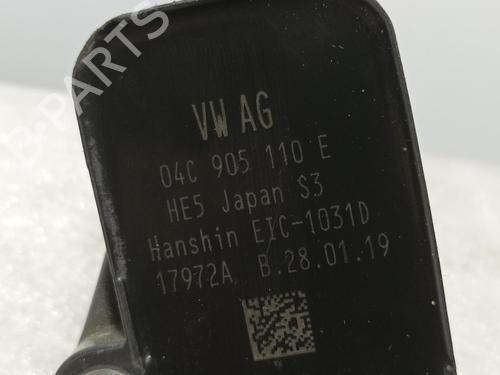 VW AG
04C 905 110 E
HE5 Japan S3
Hanshin EIC-1031D
17972A B.28.01.19
B-PARTS